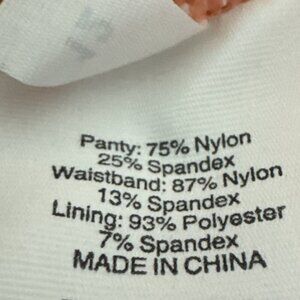 Panty: 75% Nylon
25% Spandex
Waistband: 87% Nylon
13% Spandex
Lining: 93% Polyester
7% Spandex
MADE IN CHINA